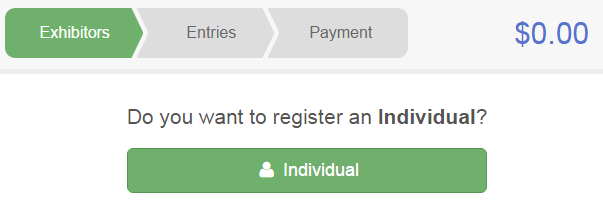 Exhibitors Entries Payment $0.00
Do you want to register an Individual?
Individual